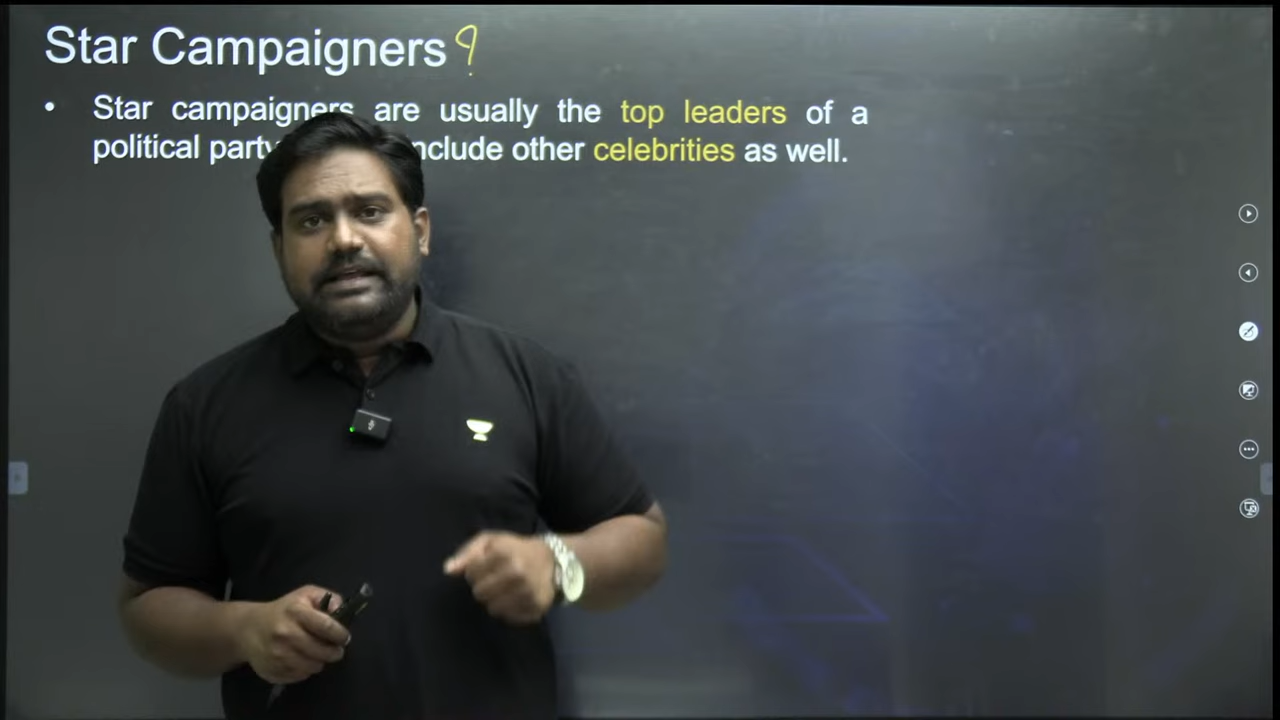 Star Campaigners ?
• Star campaigners are usually the top leaders of a
political party include other celebrities as well.